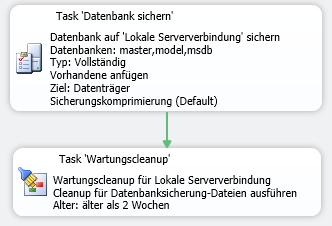 Task 'Datenbank sichern'
Datenbank auf 'Lokale Serververbindung' sichern
Datenbanken: master,model,msdb
Typ: Vollständig
Vorhandene anfügen
Ziel: Datenträger
Sicherungskomprimierung (Default)
Task 'Wartungscleanup'
Wartungscleanup für Lokale Serververbindung
Cleanup für Datenbanksicherung-Dateien ausführen
Alter: älter als 2 Wochen